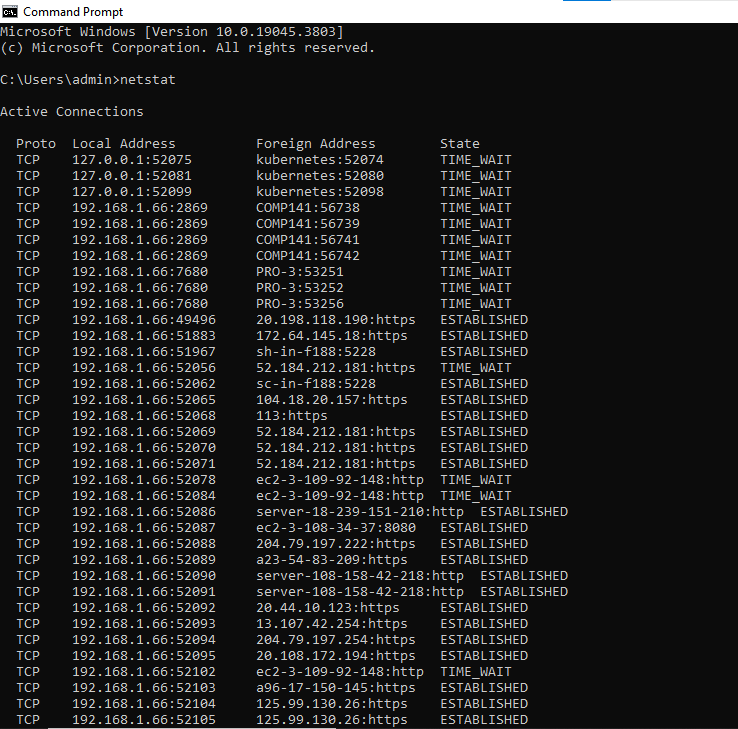 Command Prompt
Microsoft Windows [Version 10.0.19045.3803]
(c) Microsoft Corporation. All rights reserved.
C:\Users\admin>netstat
Active Connections
Proto  Local Address          Foreign Address        State
TCP    127.0.0.1:52075        kubernetes:52074       TIME_WAIT
TCP    127.0.0.1:52081        kubernetes:52080       TIME_WAIT
TCP    127.0.0.1:52099        kubernetes:52098       TIME_WAIT
TCP    192.168.1.66:2869      COMP141:56738          TIME_WAIT
TCP    192.168.1.66:2869      COMP141:56739          TIME_WAIT
TCP    192.168.1.66:2869      COMP141:56741          TIME_WAIT
TCP    192.168.1.66:2869      COMP141:56742          TIME_WAIT
TCP    192.168.1.66:7680      PRO-3:53251            TIME_WAIT
TCP    192.168.1.66:7680      PRO-3:53252            TIME_WAIT
TCP    192.168.1.66:7680      PRO-3:53256            TIME_WAIT
TCP    192.168.1.66:49496     20.198.118.190:https   ESTABLISHED
TCP    192.168.1.66:51883     172.64.145.18:https    ESTABLISHED
TCP    192.168.1.66:51967     sh-in-f188:5228        ESTABLISHED
TCP    192.168.1.66:52056     52.184.212.181:https   TIME_WAIT
TCP    192.168.1.66:52062     sc-in-f188:5228        ESTABLISHED
TCP    192.168.1.66:52065     104.18.20.157:https    ESTABLISHED
TCP    192.168.1.66:52068     113:https              ESTABLISHED
TCP    192.168.1.66:52069     52.184.212.181:https   ESTABLISHED
TCP    192.168.1.66:52070     52.184.212.181:https   ESTABLISHED
TCP    192.168.1.66:52071     52.184.212.181:https   ESTABLISHED
TCP    192.168.1.66:52078     ec2-3-109-92-148:http  TIME_WAIT
TCP    192.168.1.66:52084     ec2-3-109-92-148:http  TIME_WAIT
TCP    192.168.1.66:52086     server-18-239-151-210:http  ESTABLISHED
TCP    192.168.1.66:52087     ec2-3-108-34-37:8080   ESTABLISHED
TCP    192.168.1.66:52088     204.79.197.222:https   ESTABLISHED
TCP    192.168.1.66:52089     a23-54-83-209:https    ESTABLISHED
TCP    192.168.1.66:52090     server-108-158-42-218:http  ESTABLISHED
TCP    192.168.1.66:52091     server-108-158-42-218:http  ESTABLISHED
TCP    192.168.1.66:52092     20.44.10.123:https     ESTABLISHED
TCP    192.168.1.66:52093     13.107.42.254:https    ESTABLISHED
TCP    192.168.1.66:52094     204.79.197.254:https   ESTABLISHED
TCP    192.168.1.66:52095     20.108.172.194:https   ESTABLISHED
TCP    192.168.1.66:52102     ec2-3-109-92-148:http  TIME_WAIT
TCP    192.168.1.66:52103     a96-17-150-145:https   ESTABLISHED
TCP    192.168.1.66:52104     125.99.130.26:https    ESTABLISHED
TCP    192.168.1.66:52105     125.99.130.26:https    ESTABLISHED